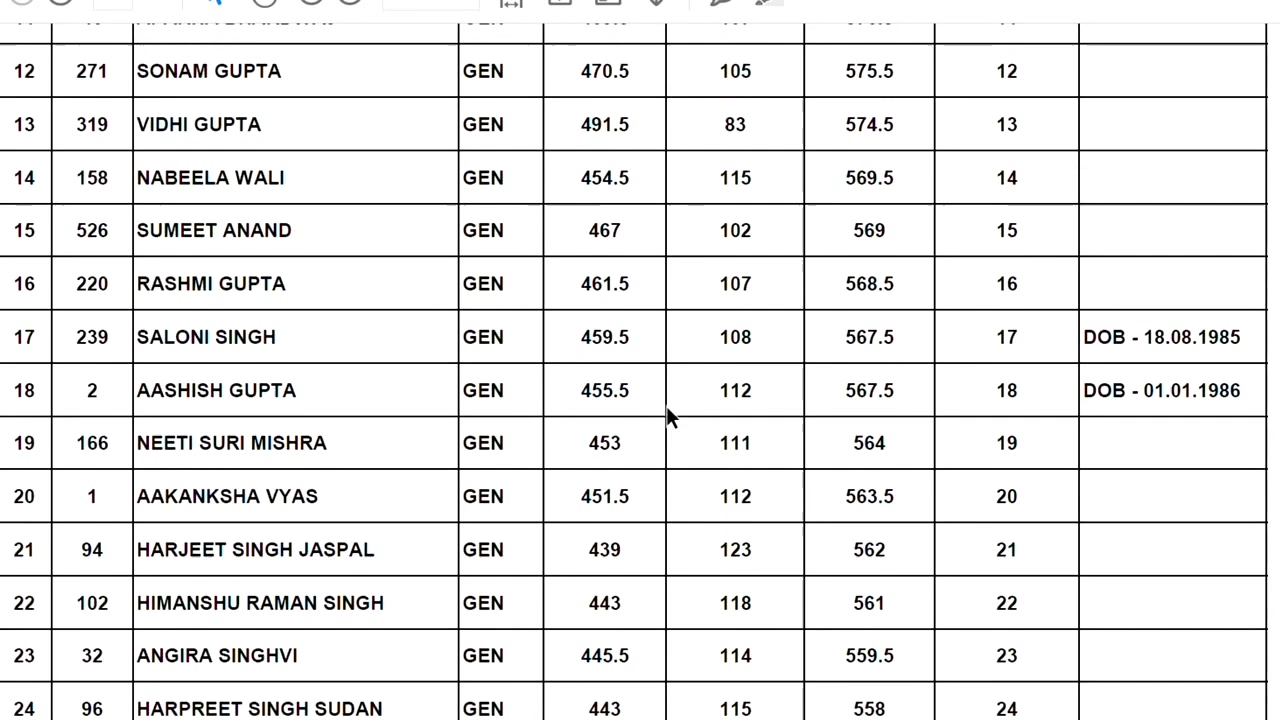 12 271 SONAM GUPTA GEN 470.5 105 575.5 12
13 319 VIDHI GUPTA GEN 491.5 83 574.5 13
14 158 NABEELA WALI GEN 454.5 115 569.5 14
15 526 SUMEET ANAND GEN 467 102 569 15
16 220 RASHMI GUPTA GEN 461.5 107 568.5 16
17 239 SALONI SINGH GEN 459.5 108 567.5 17 DOB - 18.08.1985
18 2 AASHISH GUPTA GEN 455.5 112 567.5 18 DOB - 01.01.1986
19 166 NEETI SURI MISHRA GEN 453 111 564 19
20 1 AAKANKSHA VYAS GEN 451.5 112 563.5 20
21 94 HARJEET SINGH JASPAL GEN 439 123 562 21
22 102 HIMANSHU RAMAN SINGH GEN 443 118 561 22
23 32 ANGIRA SINGHVI GEN 445.5 114 559.5 23
24 96 HARPREET SINGH SUDAN GEN 443 115 558 24